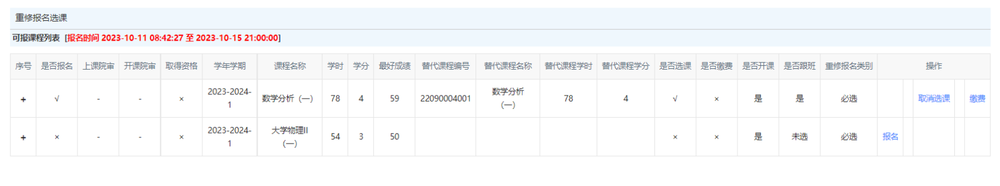 重修报名选课
可报课程列表 [报名时间 2023-10-11 08:42:27 至 2023-10-15 21:00:00]
序号 是否报名 上课院审 开课院审 取得资格 学年学期 课程名称 学时 学分 最好成绩 替代课程编号 替代课程名称 替代课程学时 替代课程学分 是否选课 是否缴费 是否开课 是否跟班 重修报名类别 操作
+ √ - - × 2023-2024-1 数学分析（一） 78 4 59 22090004001 数学分析（一） 78 4 √ × 是 是 必选 取消选课 缴费
+ × - - × 2023-2024-1 大学物理II（一） 54 3 50 × × 是 未选 必选 报名